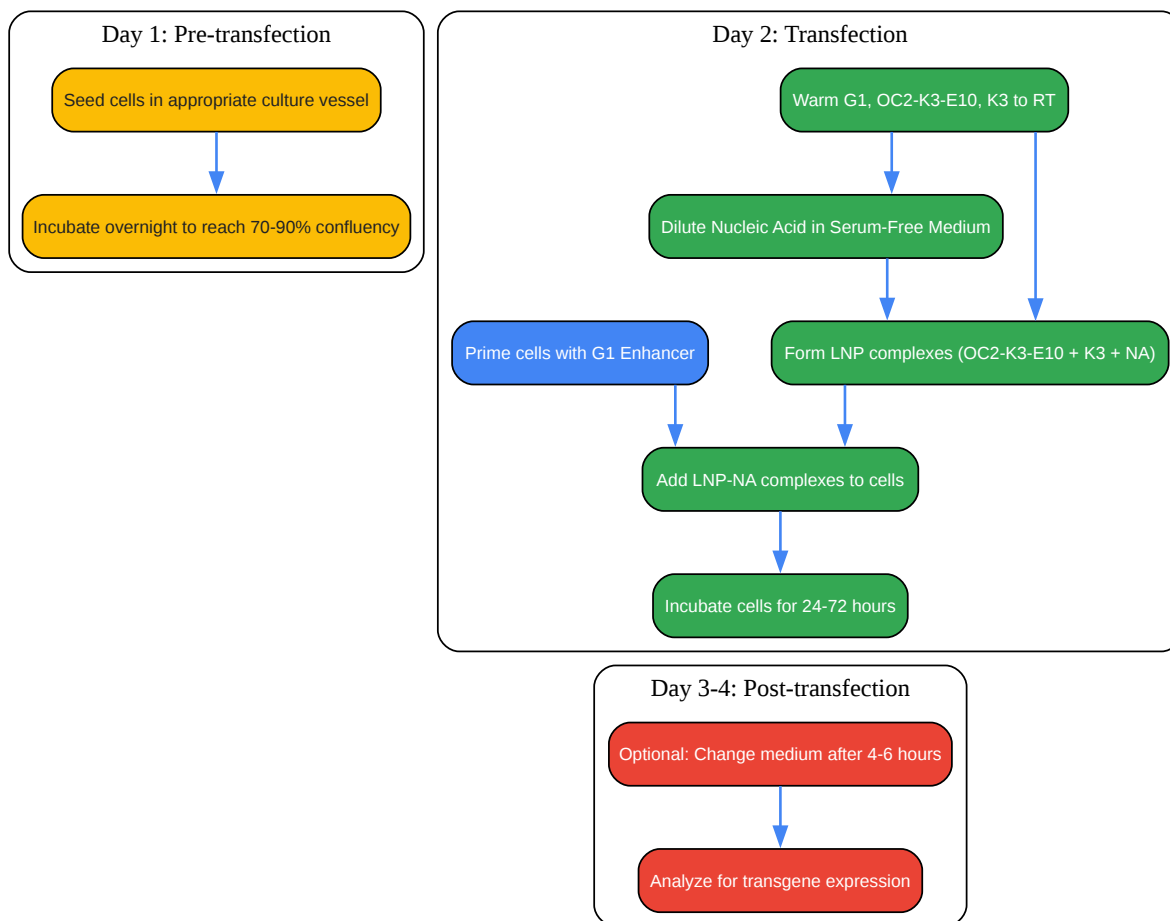 Day 1: Pre-transfection
Seed cells in appropriate culture vessel
Incubate overnight to reach 70-90% confluency
Day 2: Transfection
Warm G1, OC2-K3-E10, K3 to RT
Dilute Nucleic Acid in Serum-Free Medium
Prime cells with G1 Enhancer
Form LNP complexes (OC2-K3-E10 + K3 + NA)
Add LNP-NA complexes to cells
Incubate cells for 24-72 hours
Day 3-4: Post-transfection
Optional: Change medium after 4-6 hours
Analyze for transgene expression